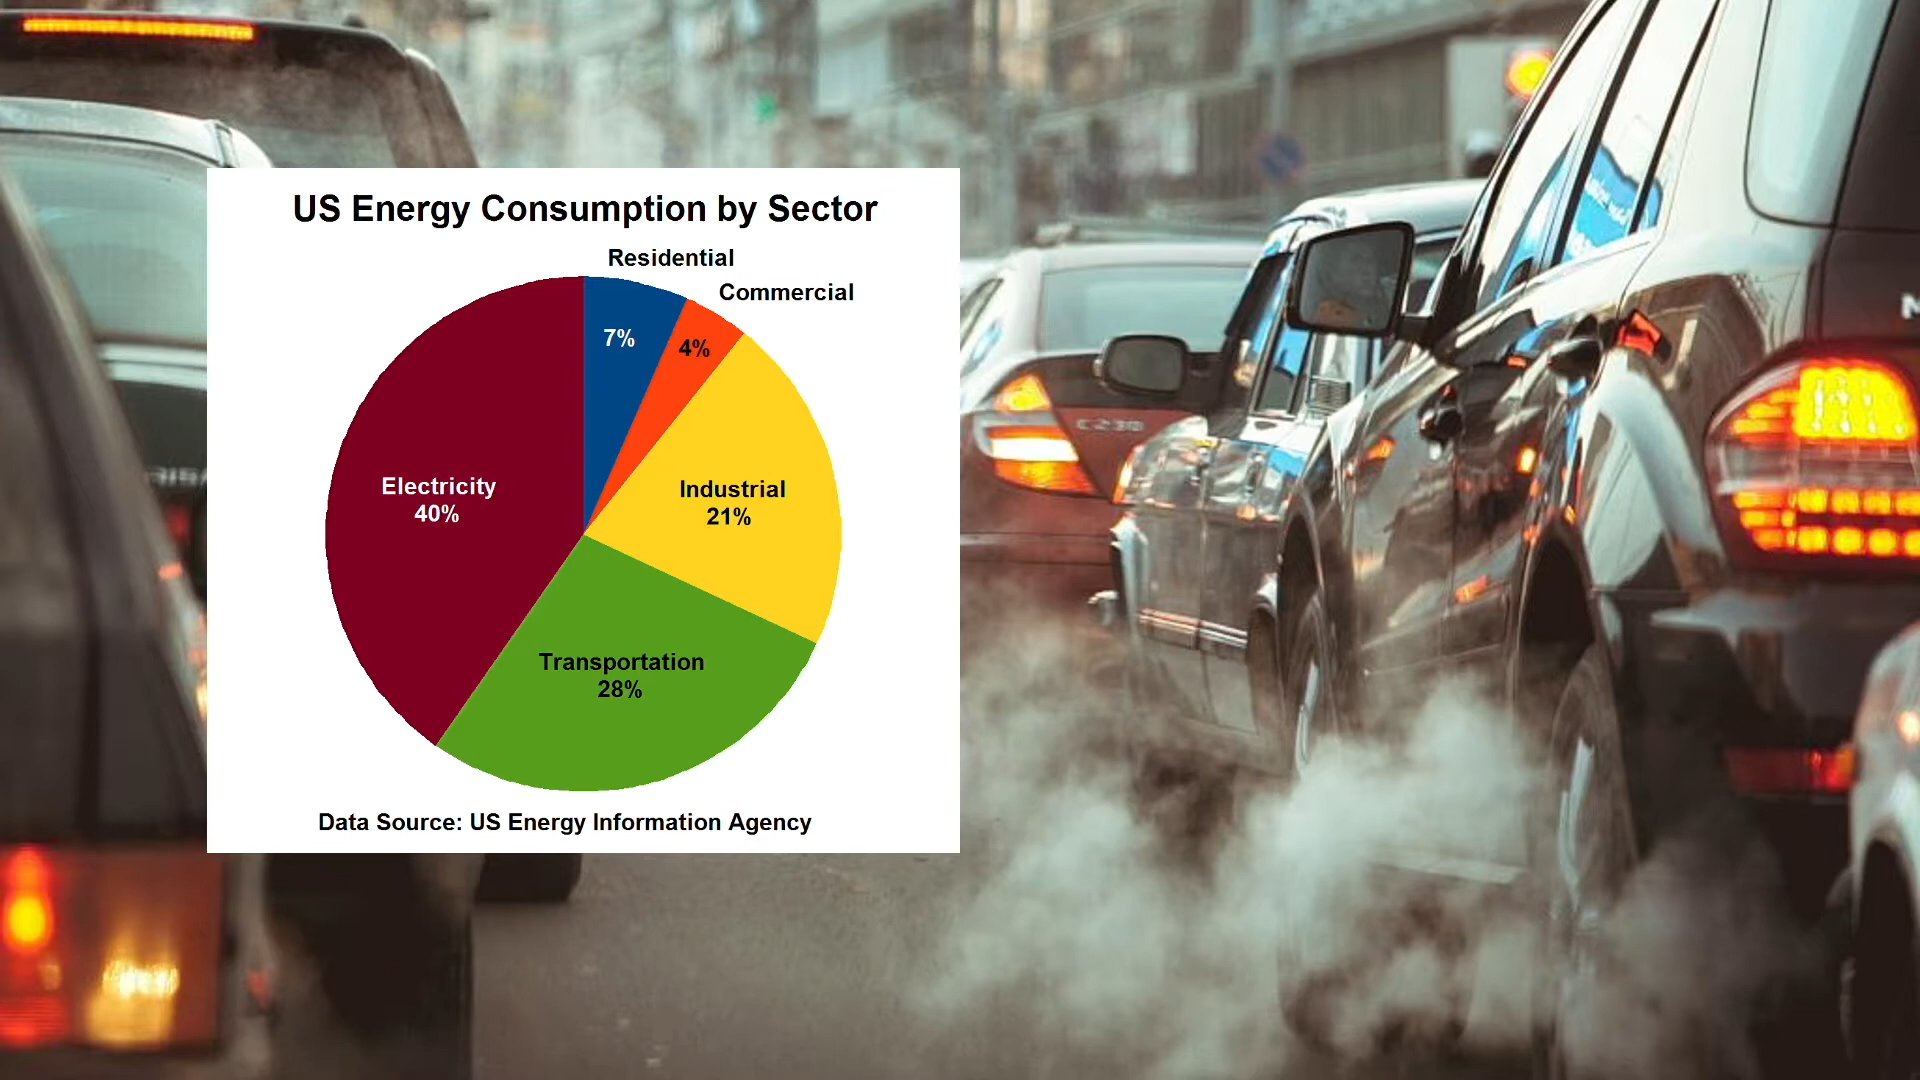 US Energy Consumption by Sector
Residential
Commercial
7%
4%
Electricity
40%
Industrial
21%
Transportation
28%
Data Source: US Energy Information Agency
C230